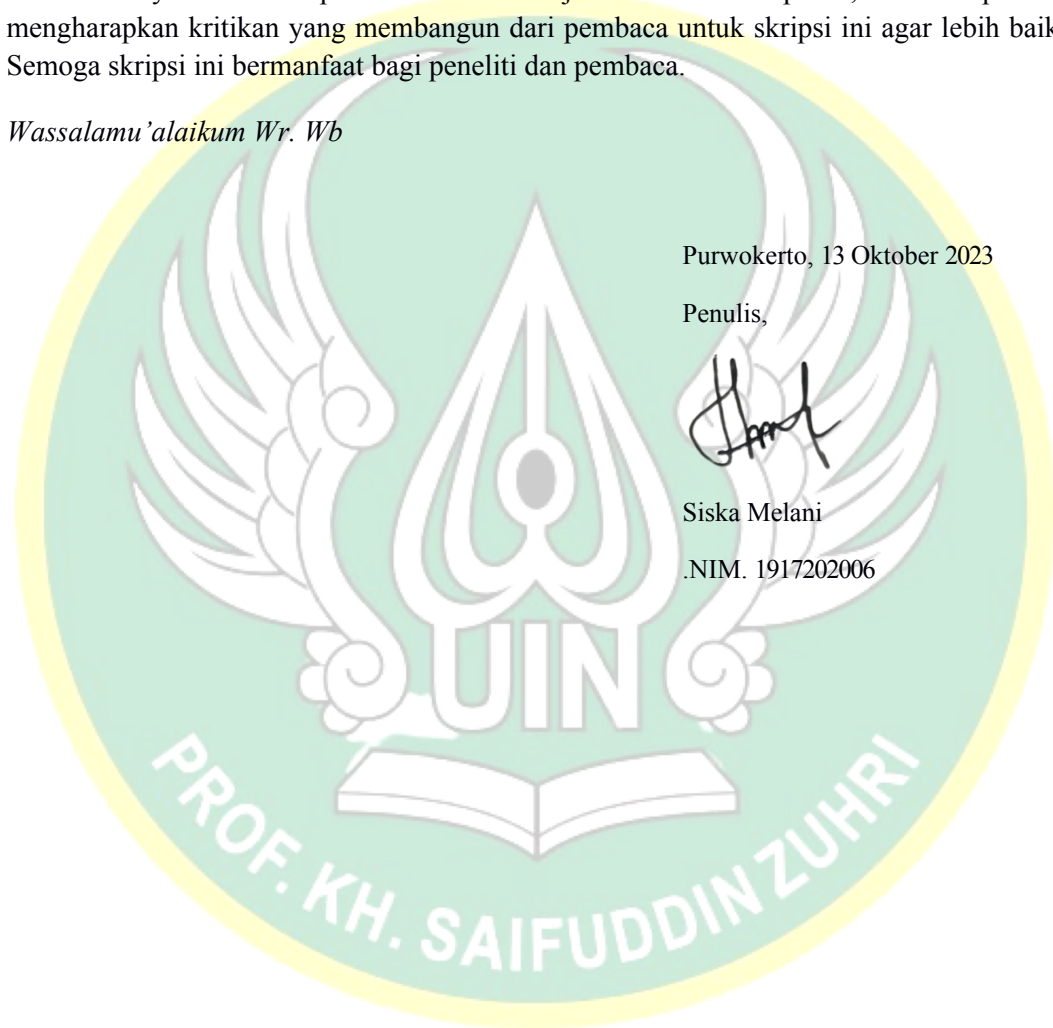 mengharapkan kritikan yang membangun dari pembaca untuk skripsi ini agar lebih baik
Semoga skripsi ini bermanfaat bagi peneliti dan pembaca.
Wassalamu’alaikum Wr. Wb
Purwokerto, 13 Oktober 2023
Penulis,
Siska Melani
.NIM. 1917202006
UIN
PROF. KH. SAIFUDDIN ZUHRI